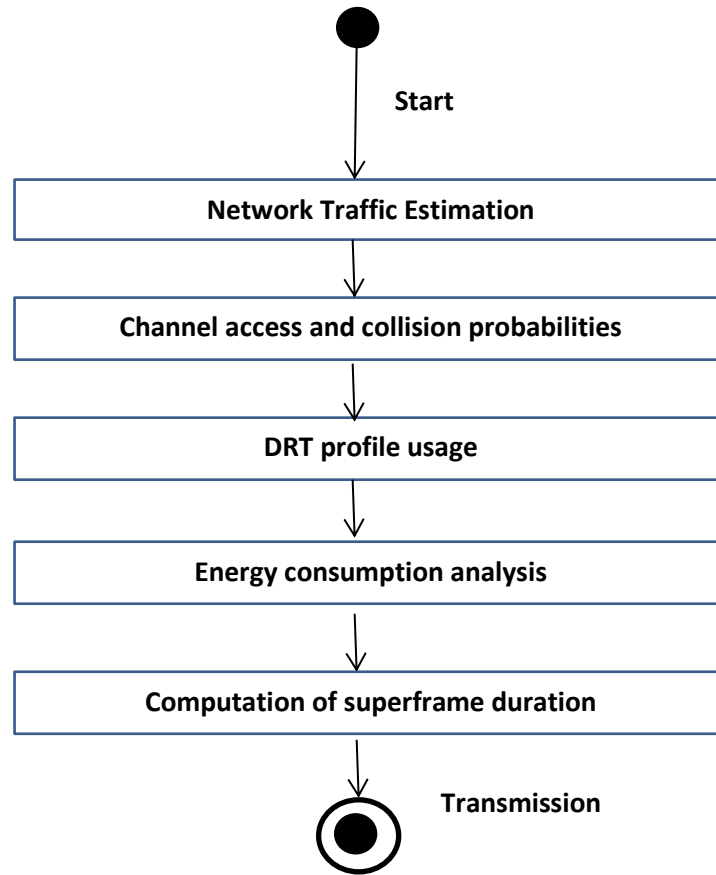 Start
Network Traffic Estimation
Channel access and collision probabilities
DRT profile usage
Energy consumption analysis
Computation of superframe duration
Transmission